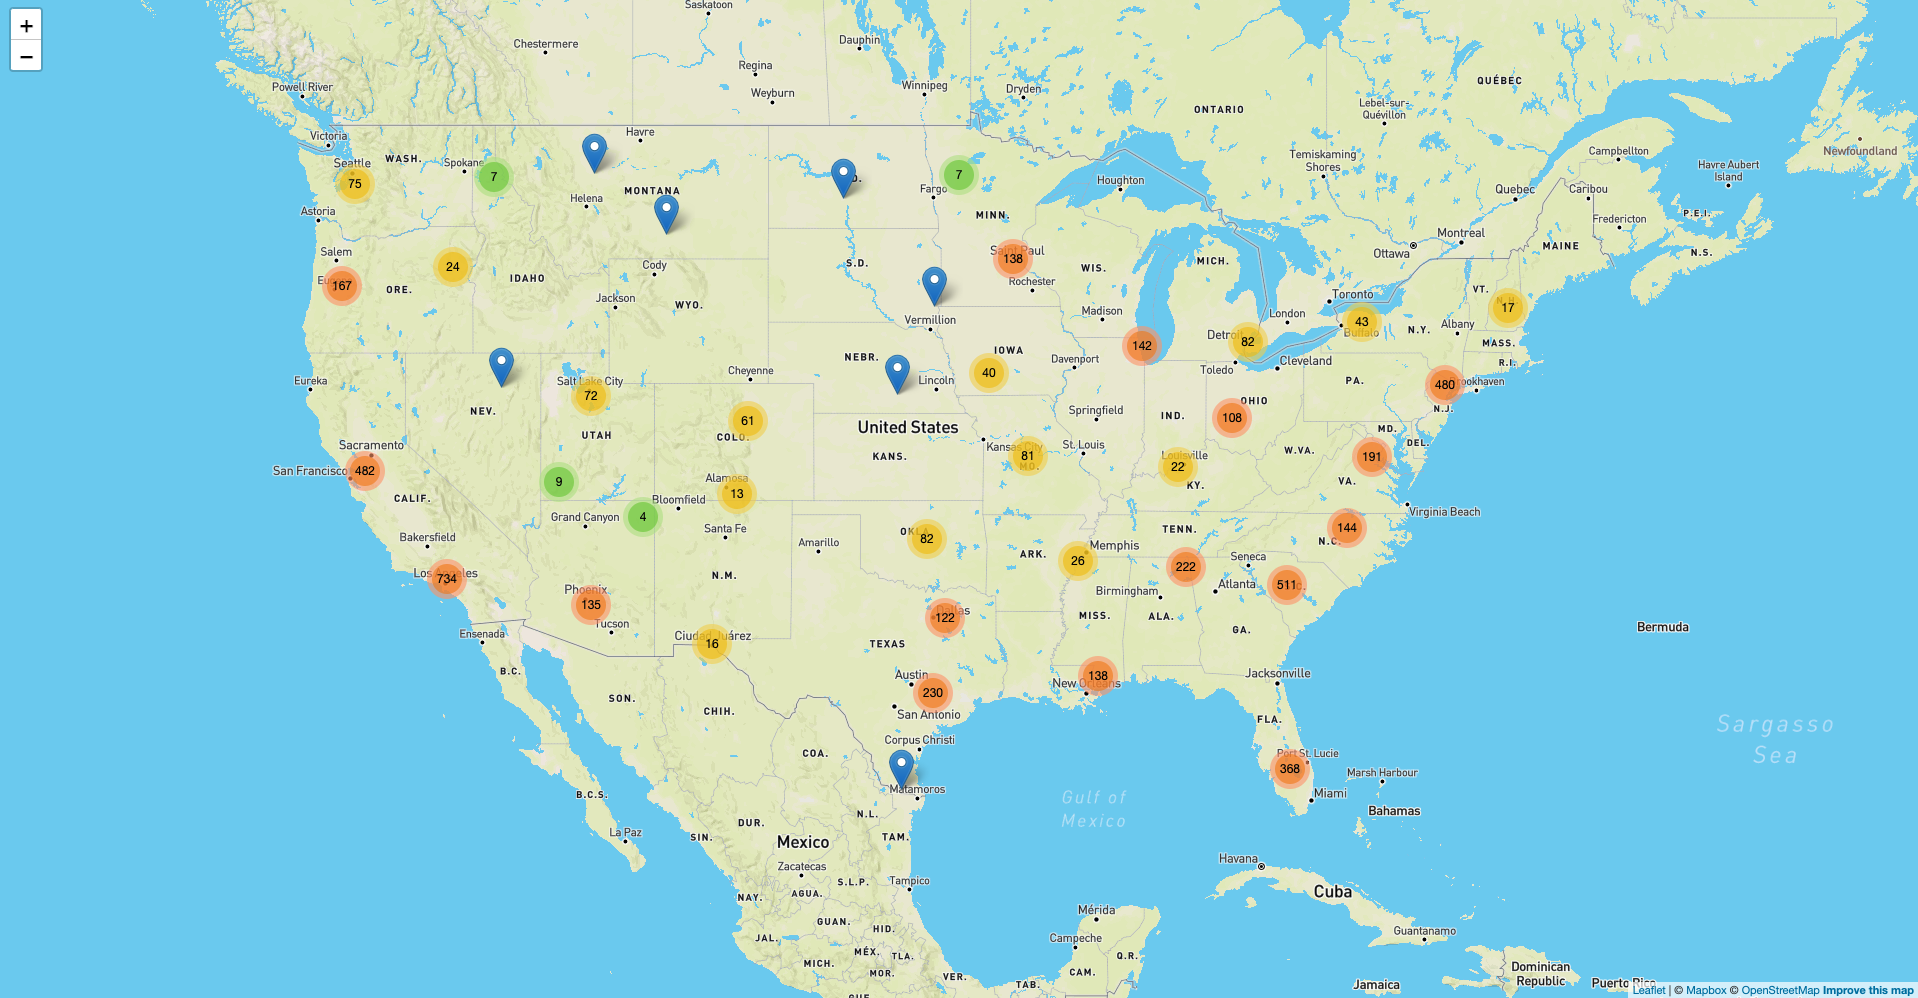 +
−
Saskatoon
Chestermere
Dauphin
Regina
Weyburn
Winnipeg
Dryden
Powell River
ONTARIO
QUÉBEC
Lebel-sur-
Quévillon
Victoria
Havre
Seattle
WASH.
Spokane
75
7
MONTANA
Helena
D.
7
Fargo
MINN.
Houghton
Temiskaming
Shores
Campbellton
Newfoundland
Havre Aubert
Island
Quebec
Caribou
P.E.I.
Fredericton
Astoria
Salem
167
ORE.
24
IDAHO
Cody
Jackson
WYO.
S.D.
Saint Paul
138
Rochester
WIS.
MICH.
Ottawa
Montreal
MAINE
N.S.
Vermillion
Madison
Toronto
London
43
Buffalo
VT.
N.H.
17
N.Y.
Albany
MASS.
R.I.
142
Detroit
82
Toledo
Cleveland
Eureka
NEV.
Salt Lake City
72
UTAH
Cheyenne
NEBR.
Lincoln
40
IOWA
Davenport
PA.
480
Brookhaven
N.J.
61
COLO.
United States
Springfield
IND.
108
OHIO
MD.
DEL.
Sacramento
San Francisco
482
CALIF.
9
Grand Canyon
4
Bloomfield
Alamosa
13
KANS.
Kansas City
81
MO.
St. Louis
Louisville
22
KY.
W.VA.
191
VA.
Virginia Beach
Santa Fe
Amarillo
OKLA.
82
ARK.
26
Memphis
TENN.
144
N.C.
Bakersfield
Los Angeles
734
N.M.
222
Seneca
Atlanta
511
Birmingham
Phoenix
135
Tucson
Dallas
122
MISS.
ALA.
GA.
Bermuda
Ensenada
Ciudad Juárez
16
TEXAS
B.C.
SON.
CHIH.
Austin
230
San Antonio
138
New Orleans
Jacksonville
FLA.
Sargasso
Sea
COA.
Corpus Christi
Port St. Lucie
368
Marsh Harbour
Miami
Bahamas
Matamoros
Gulf of
Mexico
B.C.S.
N.L.
DUR.
SIN.
La Paz
Mexico
TAM.
Zacatecas
S.L.P.
Tampico
NAY.
AGUA.
Havana
Cuba
GUAN.
HID.
JAL.
Mérida
Campeche
Guantanamo
MÉX.
TLA.
MICH.
MOR.
VER.
Q.R.
CAM.
TAB.
Jamaica
Dominican
Republic
Puerto Rico
Leaflet | © Mapbox © OpenStreetMap Improve this map